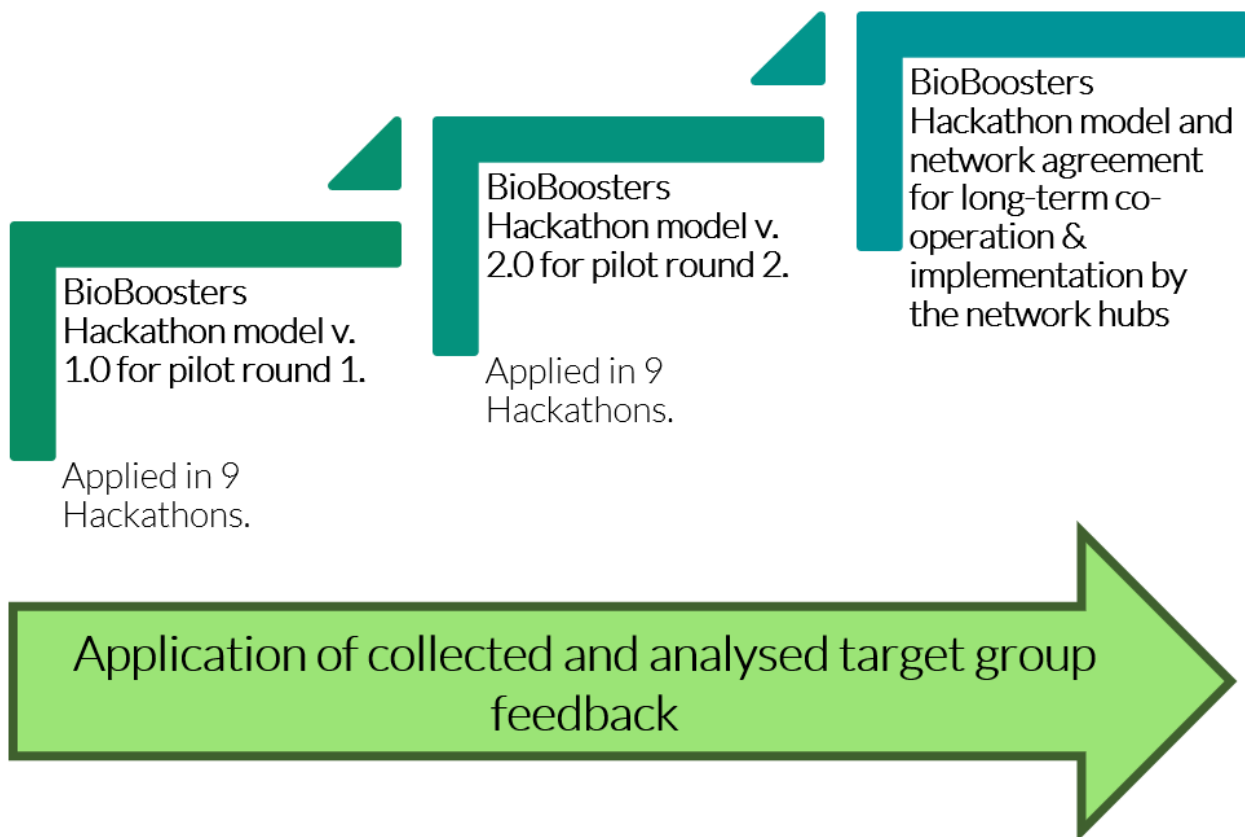 BioBoosters
Hackathon model v.
1.0 for pilot round 1.
Applied in 9
Hackathons.
BioBoosters
Hackathon model v.
2.0 for pilot round 2.
Applied in 9
Hackathons.
BioBoosters
Hackathon model and
network agreement
for long-term co-
operation &
implementation by
the network hubs
Application of collected and analysed target group
feedback